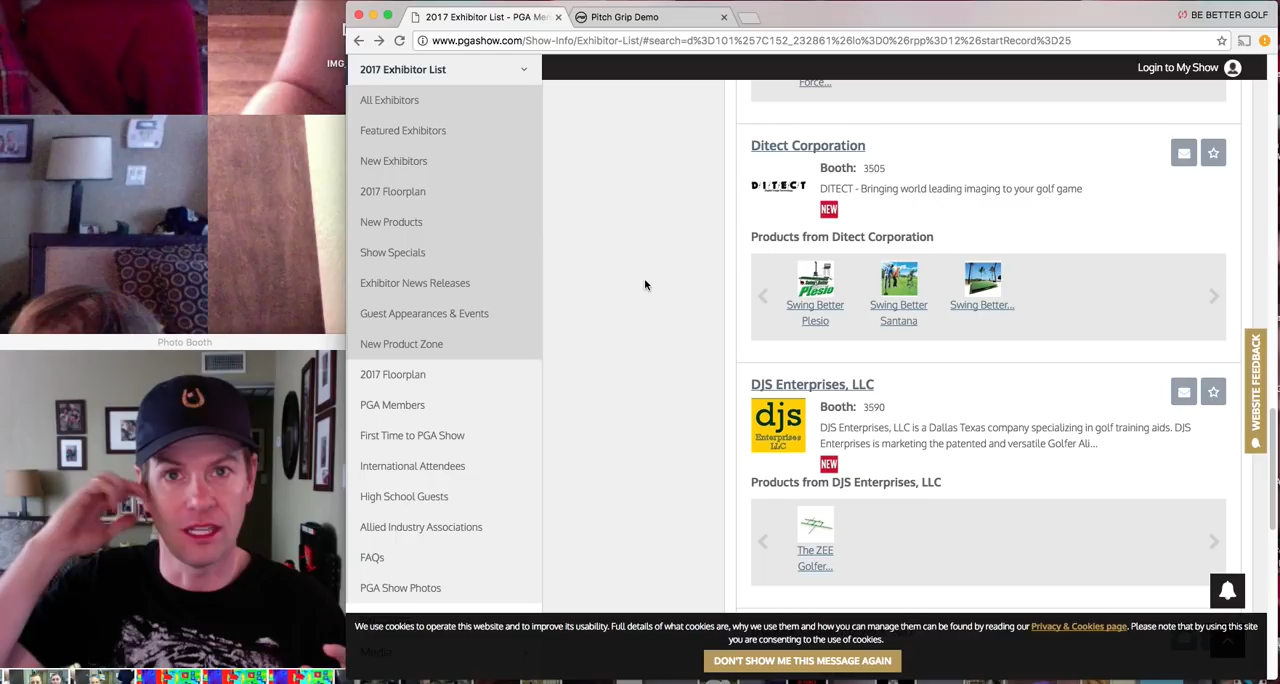 2017 Exhibitor List - PGA Mer
Pitch Grip Demo
BE BETTER GOLF
www.pgashow.com/Show-Info/Exhibitor-List/#search=d%3D101%257C152_232861%26lo%3D0%26rpp%3D12%26startRecord%3D25
IMG_
2017 Exhibitor List
Login to My Show
All Exhibitors
Featured Exhibitors
New Exhibitors
2017 Floorplan
New Products
Show Specials
Exhibitor News Releases
Guest Appearances & Events
New Product Zone
2017 Floorplan
PGA Members
First Time to PGA Show
International Attendees
High School Guests
Allied Industry Associations
FAQs
PGA Show Photos
Media
Photo Booth
Force...
Ditect Corporation
Booth: 3505
DITECT
DITECT - Bringing world leading imaging to your golf game
NEW
Products from Ditect Corporation
Plesio
Swing Better
Plesio
Swing Better
Santana
Swing Better...
DJS Enterprises, LLC
Booth: 3590
djs
Enterprises
LLC
DJS Enterprises, LLC is a Dallas Texas company specializing in golf training aids. DJS
Enterprises is marketing the patented and versatile Golfer Ali...
NEW
Products from DJS Enterprises, LLC
The ZEE
Golfer...
WEBSITE FEEDBACK
We use cookies to operate this website and to improve its usability. Full details of what cookies are, why we use them and how you can manage them can be found by reading our Privacy & Cookies page. Please note that by using this site
you are consenting to the use of cookies.
DON'T SHOW ME THIS MESSAGE AGAIN